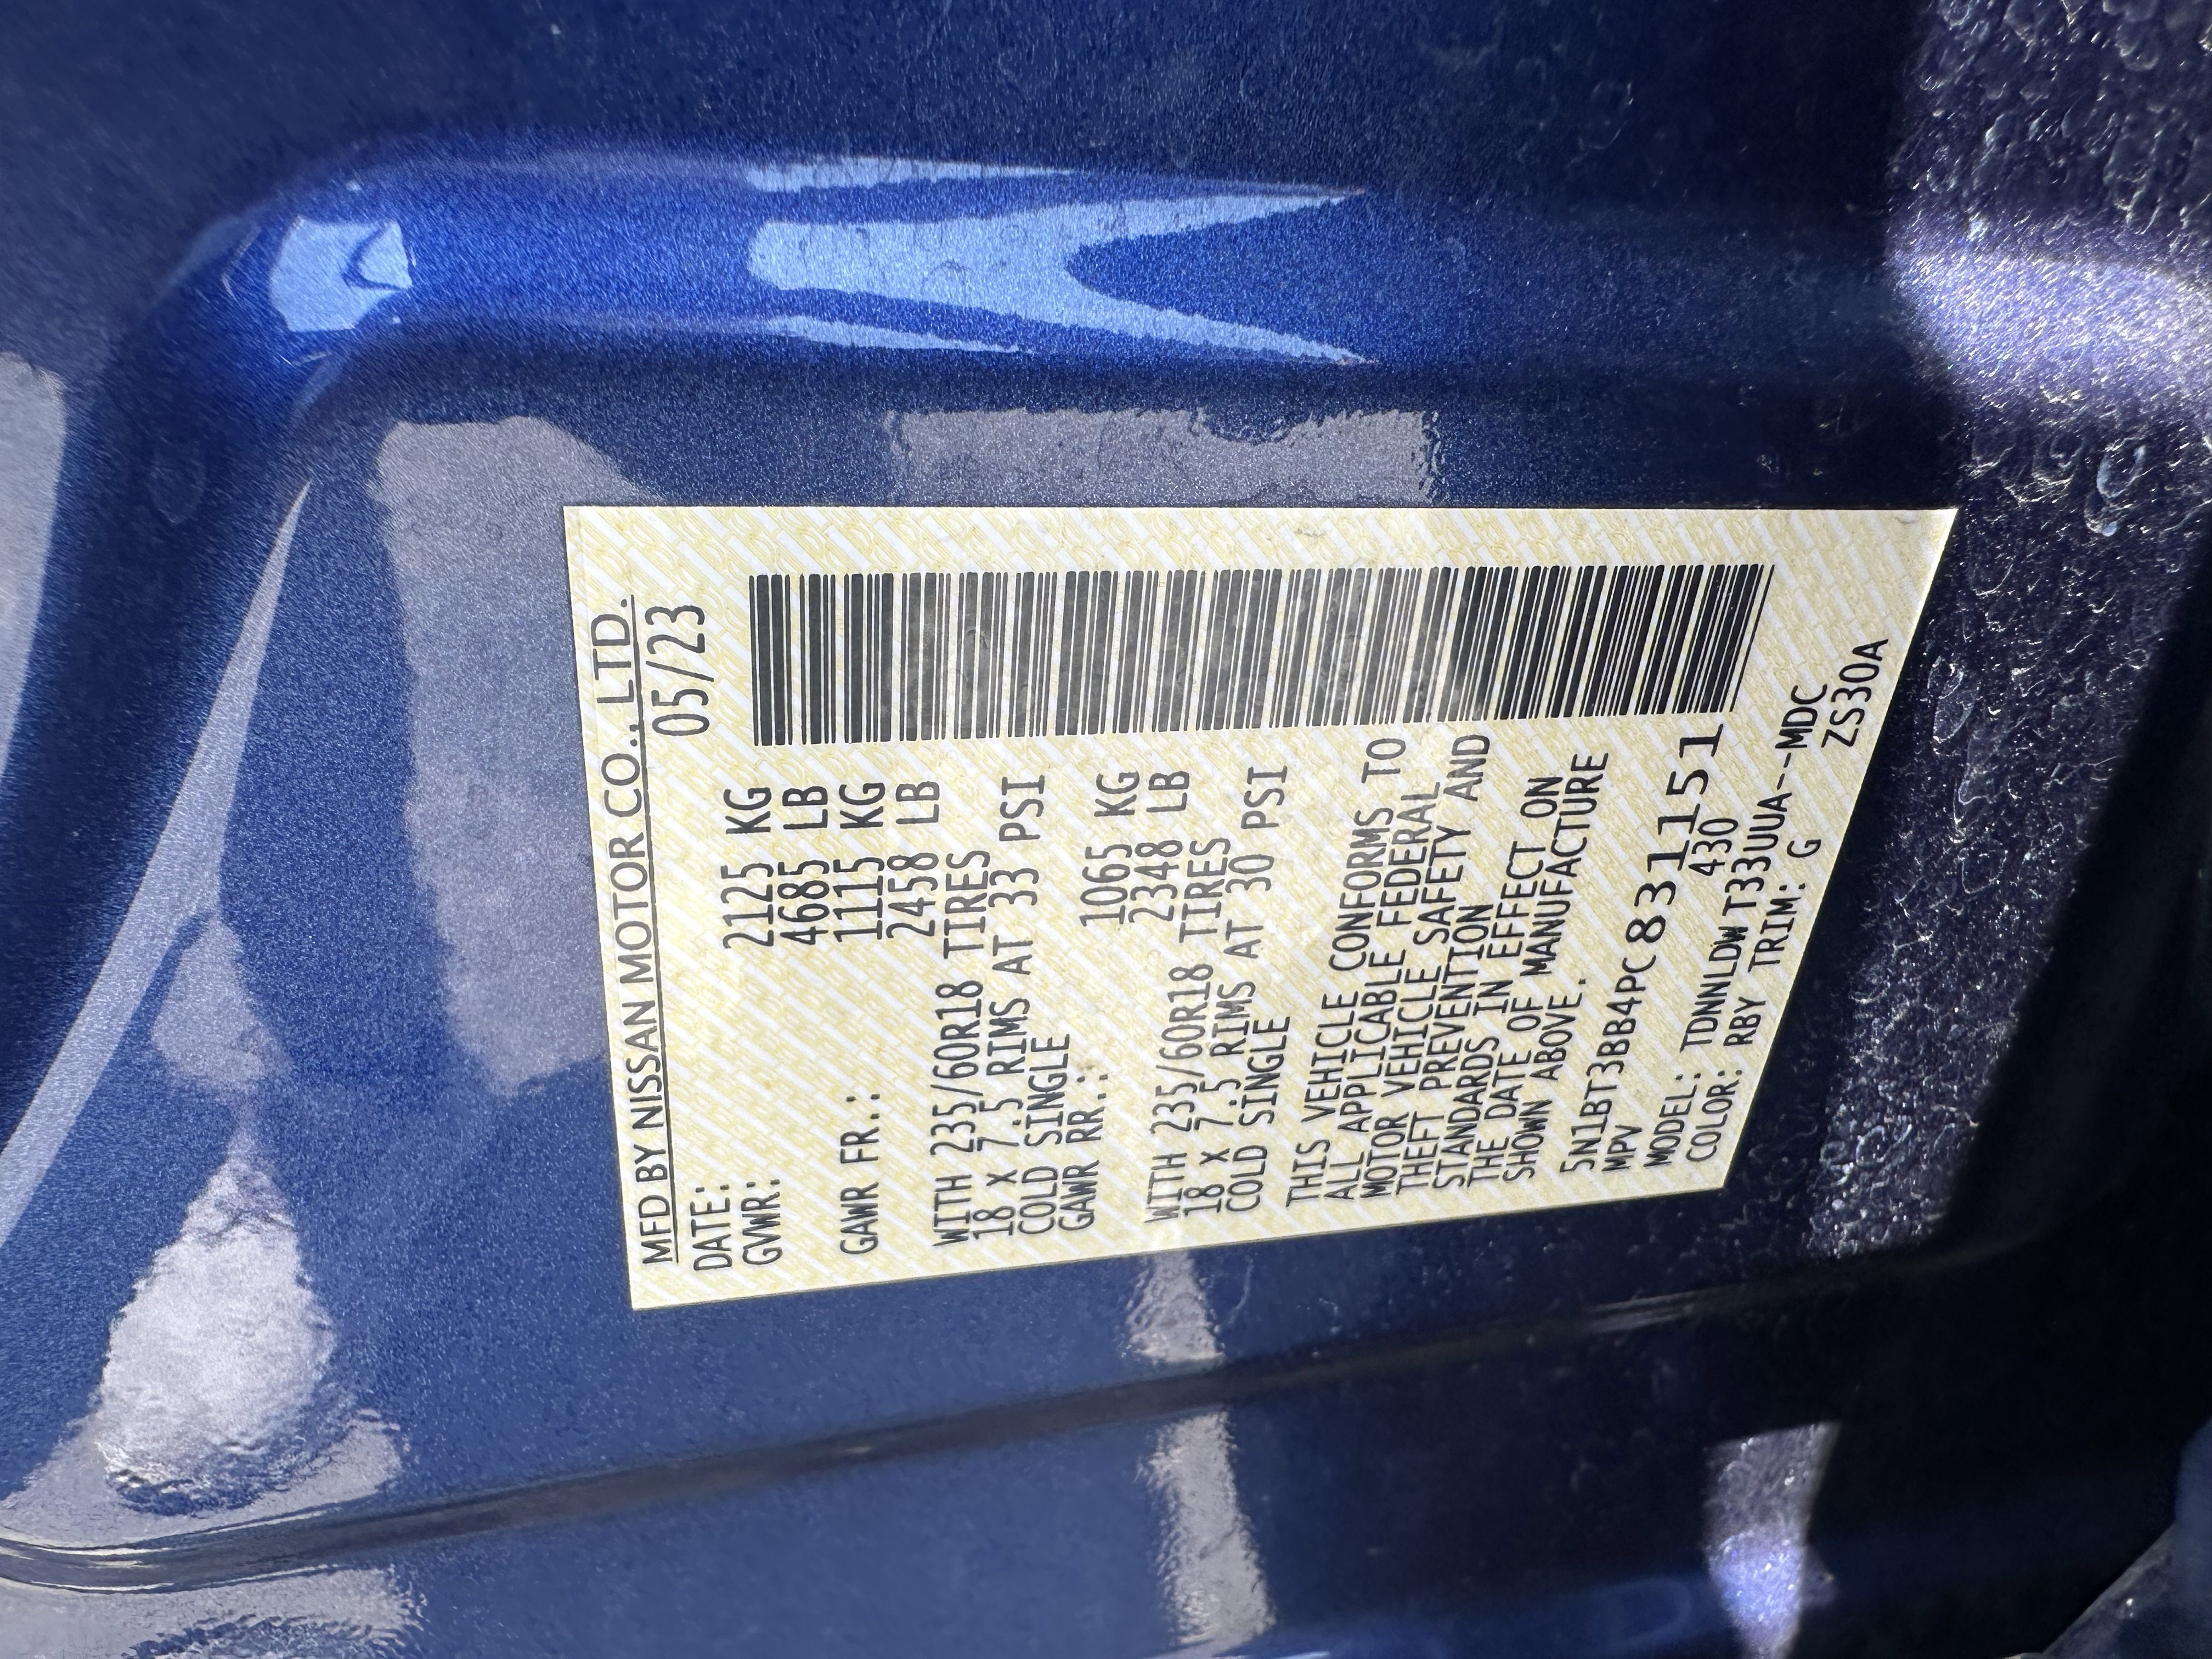 MFD BY NISSAN MOTOR CO., LTD.
DATE: 05/23
GVWR: 2125 KG
4685 LB
GAWR FR.: 1115 KG
2458 LB
WITH 235/60R18 TIRES
18 X 7.5 RIMS AT 33 PSI
COLD SINGLE
GAWR RR.: 1065 KG
2348 LB
WITH 235/60R18 TIRES
18 X 7.5 RIMS AT 30 PSI
COLD SINGLE
THIS VEHICLE CONFORMS TO
ALL APPLICABLE FEDERAL
MOTOR VEHICLE SAFETY AND
THEFT PREVENTION
STANDARDS IN EFFECT ON
THE DATE OF MANUFACTURE
SHOWN ABOVE.
5N1BT3BB4PC831151
MPV 430
MODEL: TDNNLDWT33UUA--MDC
COLOR: RBY TRIM: G ZS30A